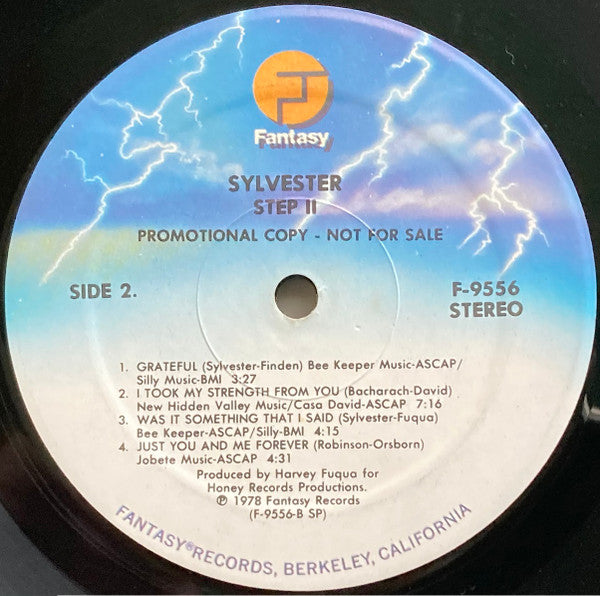 Fantasy
SYLVESTER
STEP II
PROMOTIONAL COPY - NOT FOR SALE
SIDE 2.
F-9556
STEREO
1. GRATEFUL (Sylvester-Finden) Bee Keeper Music-ASCAP/
Silly Music-BMI 3:27
2. I TOOK MY STRENGTH FROM YOU (Bacharach-David)
New Hidden Valley Music/Casa David-ASCAP 7:16
3. WAS IT SOMETHING THAT I SAID (Sylvester-Fuqua)
Bee Keeper-ASCAP/Silly-BMI 4:15
4. JUST YOU AND ME FOREVER (Robinson-Orsborn)
Jobete Music-ASCAP 4:31
Produced by Harvey Fuqua for
Honey Records Productions.
℗ 1978 Fantasy Records
(F-9556-B SP)
FANTASY® RECORDS, BERKELEY, CALIFORNIA